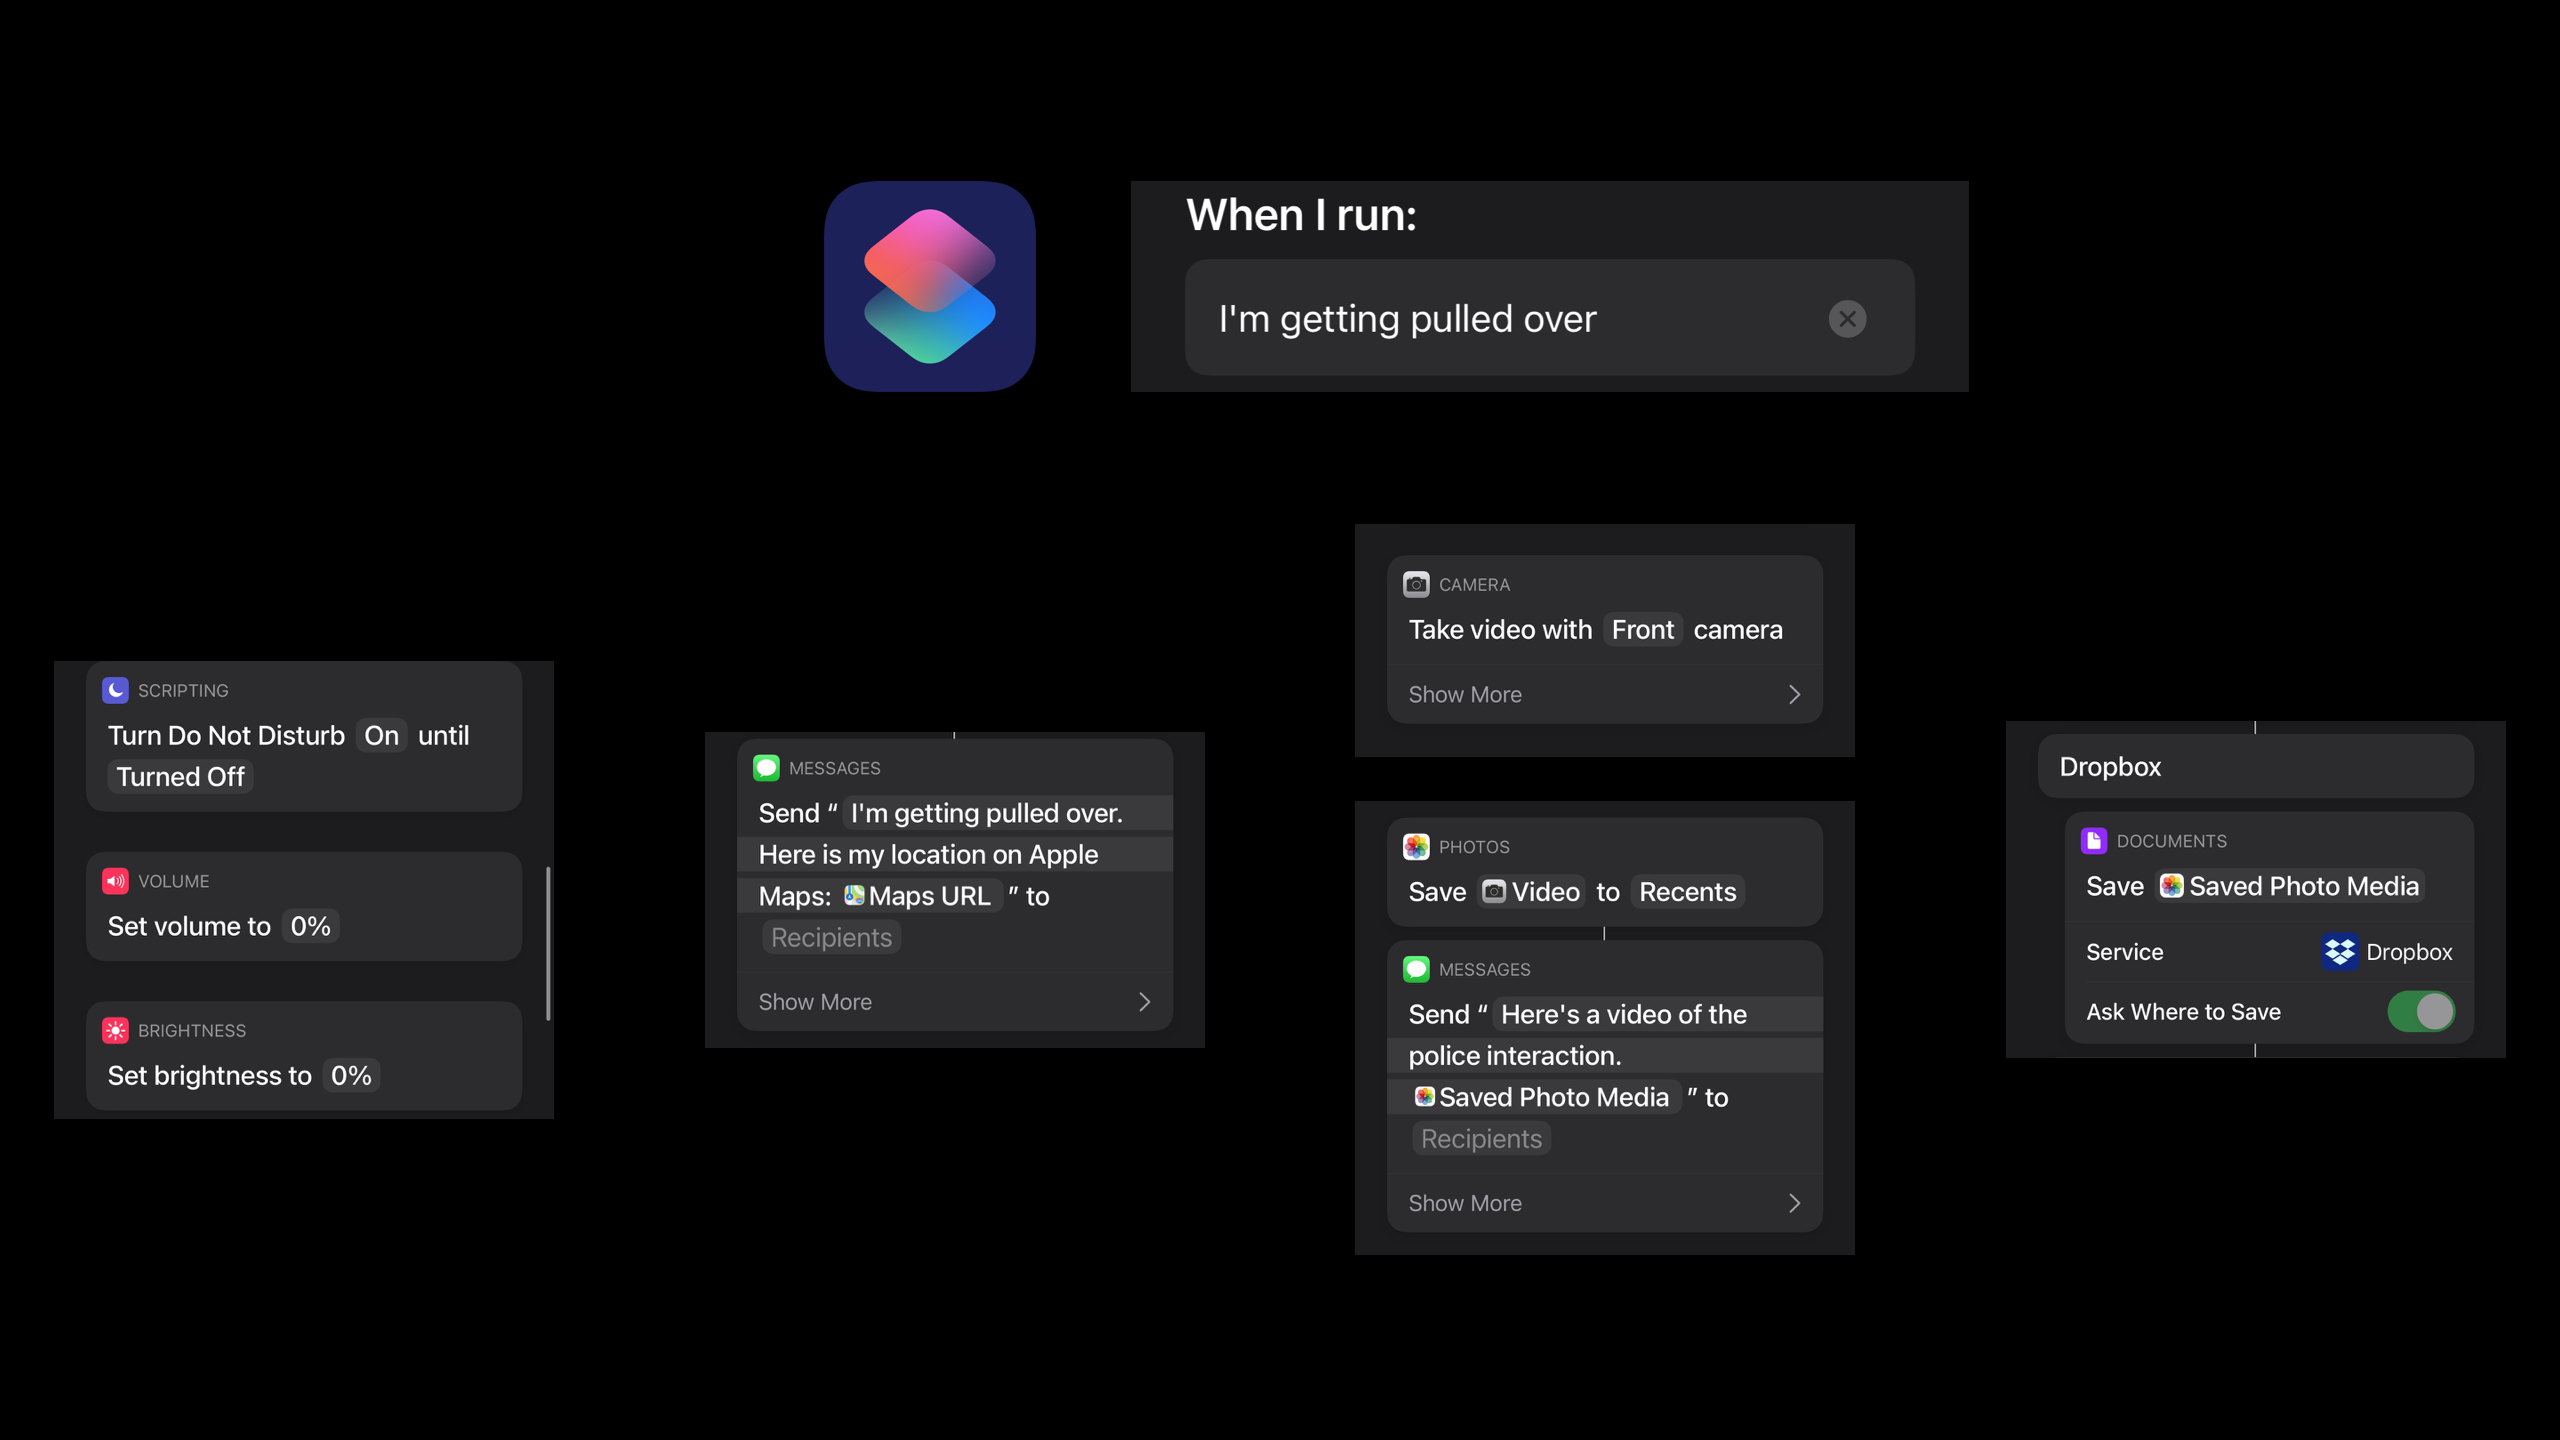 When I run:
I'm getting pulled over
SCRIPTING
Turn Do Not Disturb On until
Turned Off
VOLUME
Set volume to 0%
BRIGHTNESS
Set brightness to 0%
MESSAGES
Send “ I'm getting pulled over.
Here is my location on Apple
Maps: Maps URL ” to
Recipients
Show More
CAMERA
Take video with Front camera
Show More
PHOTOS
Save Video to Recents
MESSAGES
Send “ Here's a video of the
police interaction.
Saved Photo Media ” to
Recipients
Show More
Dropbox
DOCUMENTS
Save Saved Photo Media
Service Dropbox
Ask Where to Save